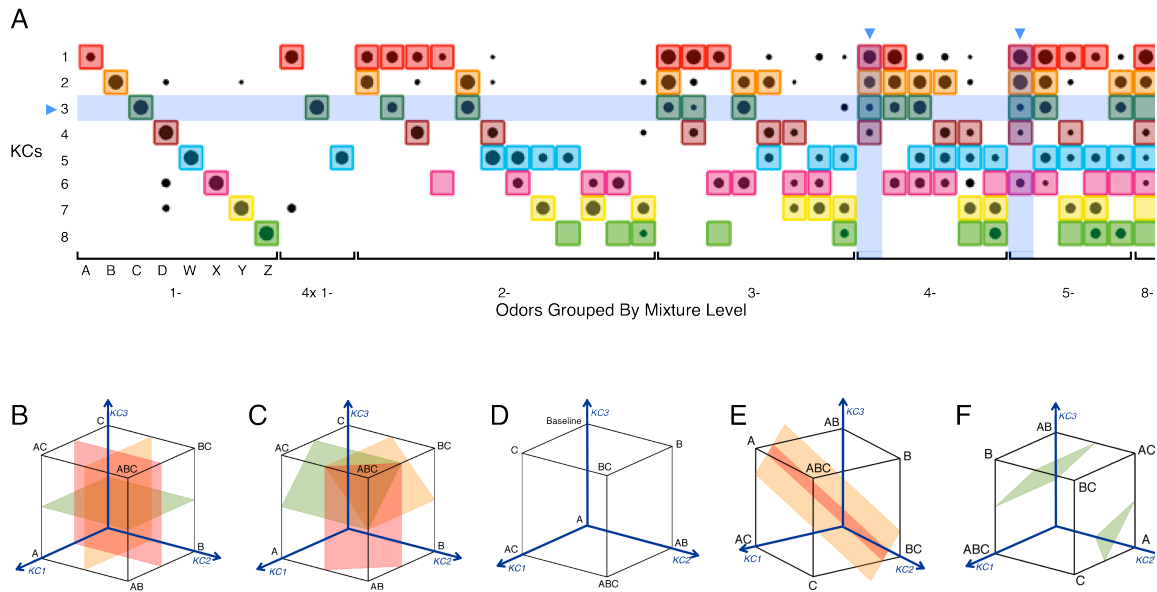 A
1
2
3
4
KCs
5
6
7
8
A B C D W X Y Z
1- 4x 1- 2- 3- 4- 5- 8-
Odors Grouped By Mixture Level
B
KC3
C
AC
BC
ABC
A
B
KC1
KC2
AB
C
KC3
C
AC
BC
ABC
A
B
KC1
KC2
AB
D
KC3
Baseline
B
C
BC
A
AC
AB
KC1
KC2
ABC
E
KC3
AB
A
B
ABC
AC
BC
KC1
KC2
C
F
KC3
AB
AC
B
BC
ABC
A
KC1
KC2
C